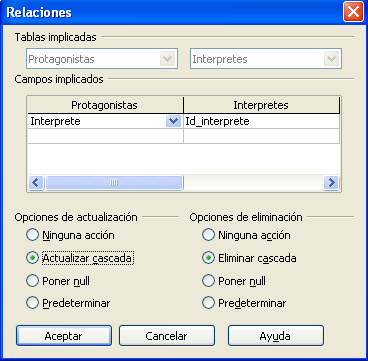 Relaciones
Tablas implicadas
Protagonistas Interpretes
Campos implicados
Protagonistas Interpretes
Interprete Id_interprete
Opciones de actualización Opciones de eliminación
Ninguna acción Ninguna acción
Actualizar cascada Eliminar cascada
Poner null Poner null
Predeterminar Predeterminar
Aceptar Cancelar Ayuda